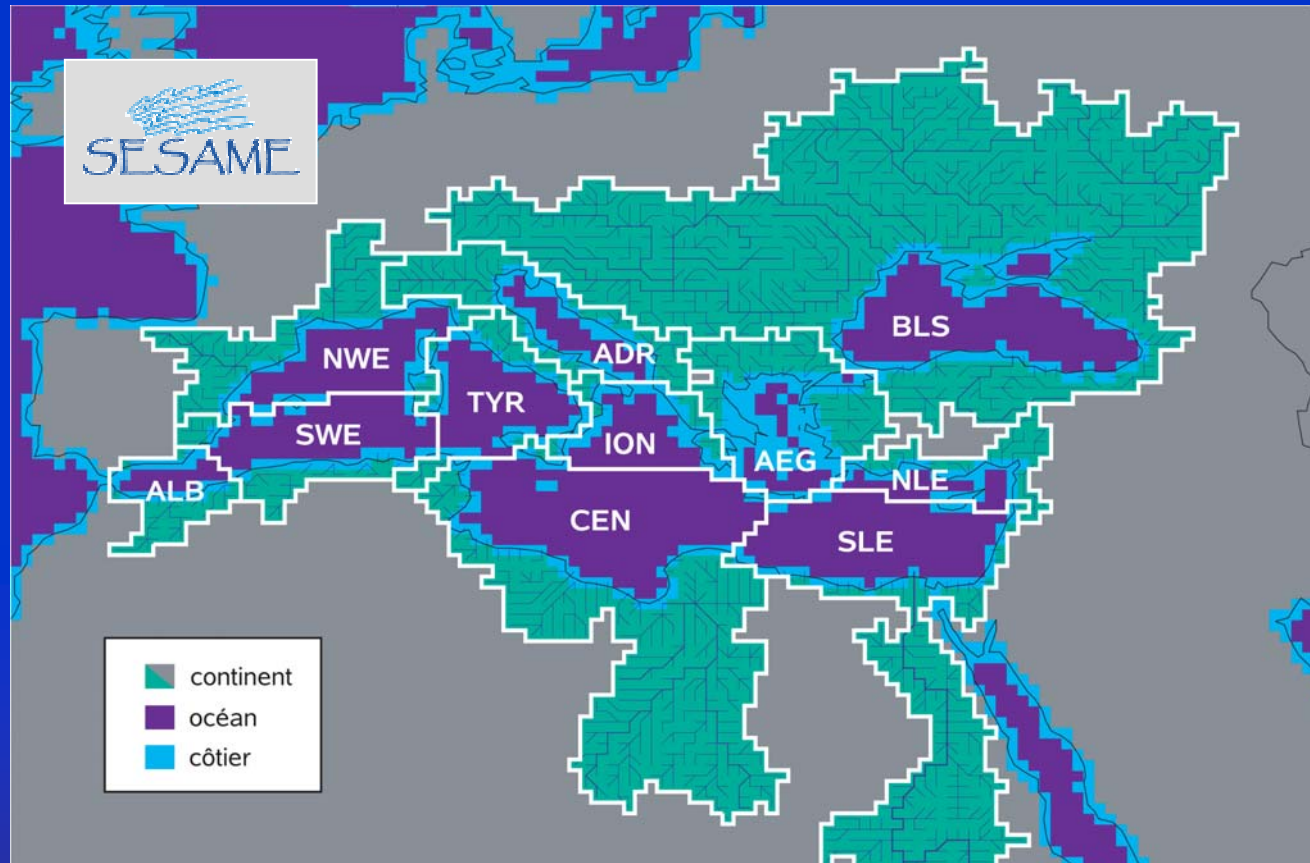 SESAME
BLS
NWE
ADR
TYR
SWE
ION
AEG
NLE
ALB
CEN
SLE
continent
océan
côtier